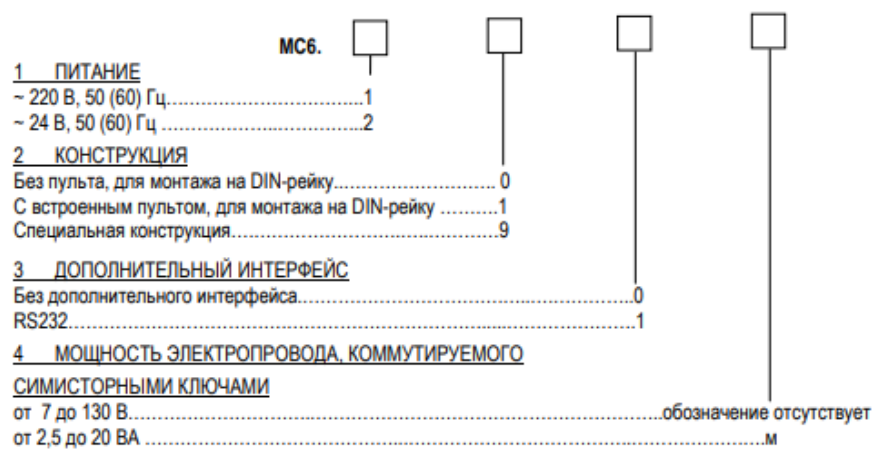 МС6.
1 ПИТАНИЕ
~ 220 В, 50 (60) Гц.................................1
~ 24 В, 50 (60) Гц .................................2
2 КОНСТРУКЦИЯ
Без пульта, для монтажа на DIN-рейку............................ 0
С встроенным пультом, для монтажа на DIN-рейку ..........1
Специальная конструкция...............................................9
3 ДОПОЛНИТЕЛЬНЫЙ ИНТЕРФЕЙС
Без дополнительного интерфейса.........................................................0
RS232.................................................................................................1
4 МОЩНОСТЬ ЭЛЕКТРОПРОВОДА, КОММУТИРУЕМОГО
СИМИСТОРНЫМИ КЛЮЧАМИ
от 7 до 130 В...........................................................................................обозначение отсутствует
от 2,5 до 20 ВА .........................................................................................................м